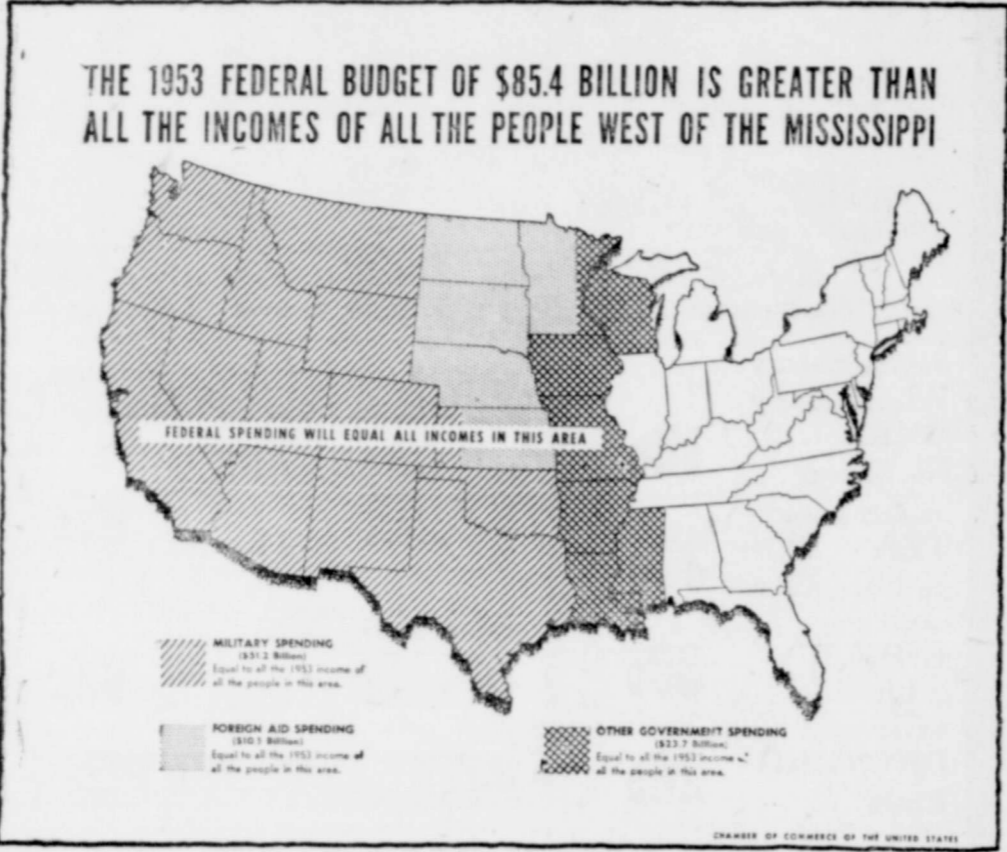 THE 1953 FEDERAL BUDGET OF $85.4 BILLION IS GREATER THAN
ALL THE INCOMES OF ALL THE PEOPLE WEST OF THE MISSISSIPPI
FEDERAL SPENDING WILL EQUAL ALL INCOMES IN THIS AREA
MILITARY SPENDING
($51.2 Billion)
Equal to all the 1953 income of
all the people in this area.
FOREIGN AID SPENDING
($10.5 Billion)
Equal to all the 1953 income of
all the people in this area.
OTHER GOVERNMENT SPENDING
($23.7 Billion)
Equal to all the 1953 income of
all the people in this area.
CHAMBER OF COMMERCE OF THE UNITED STATES